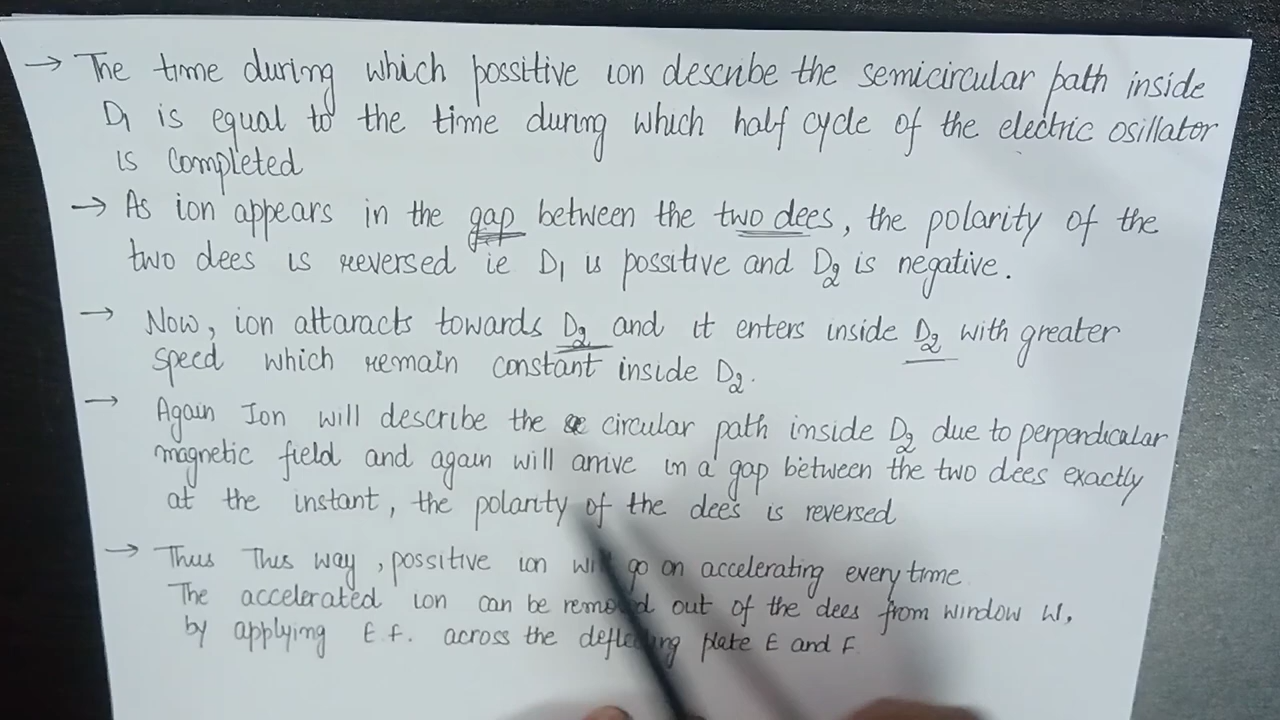 → The time during which possitive ion describe the semicircular path inside
D1 is equal to the time during which half cycle of the electric osillator
is completed
→ As ion appears in the gap between the two dees, the polarity of the
two dees is reversed ie D1 is possitive and D2 is negative.
→ Now, ion attaracts towards D2 and it enters inside D2 with greater
speed which remain constant inside D2.
→ Again Ion will describe the circular path inside D2 due to perpendicular
magnetic field and again will arrive in a gap between the two dees exactly
at the instant, the polarity of the dees is reversed
→ Thus This way, possitive ion will go on accelerating every time
The accelerated ion can be removed out of the dees from window W,
by applying E.f. across the deflecting plate E and F